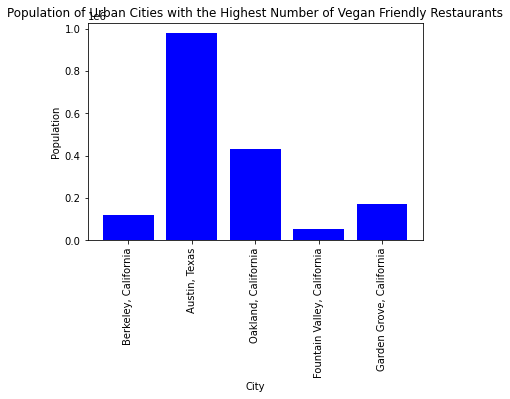 Population of Urban Cities with the Highest Number of Vegan Friendly Restaurants
1e6
1.0
0.8
0.6
0.4
0.2
0.0
Population
Berkeley, California
Austin, Texas
Oakland, California
Fountain Valley, California
Garden Grove, California
City